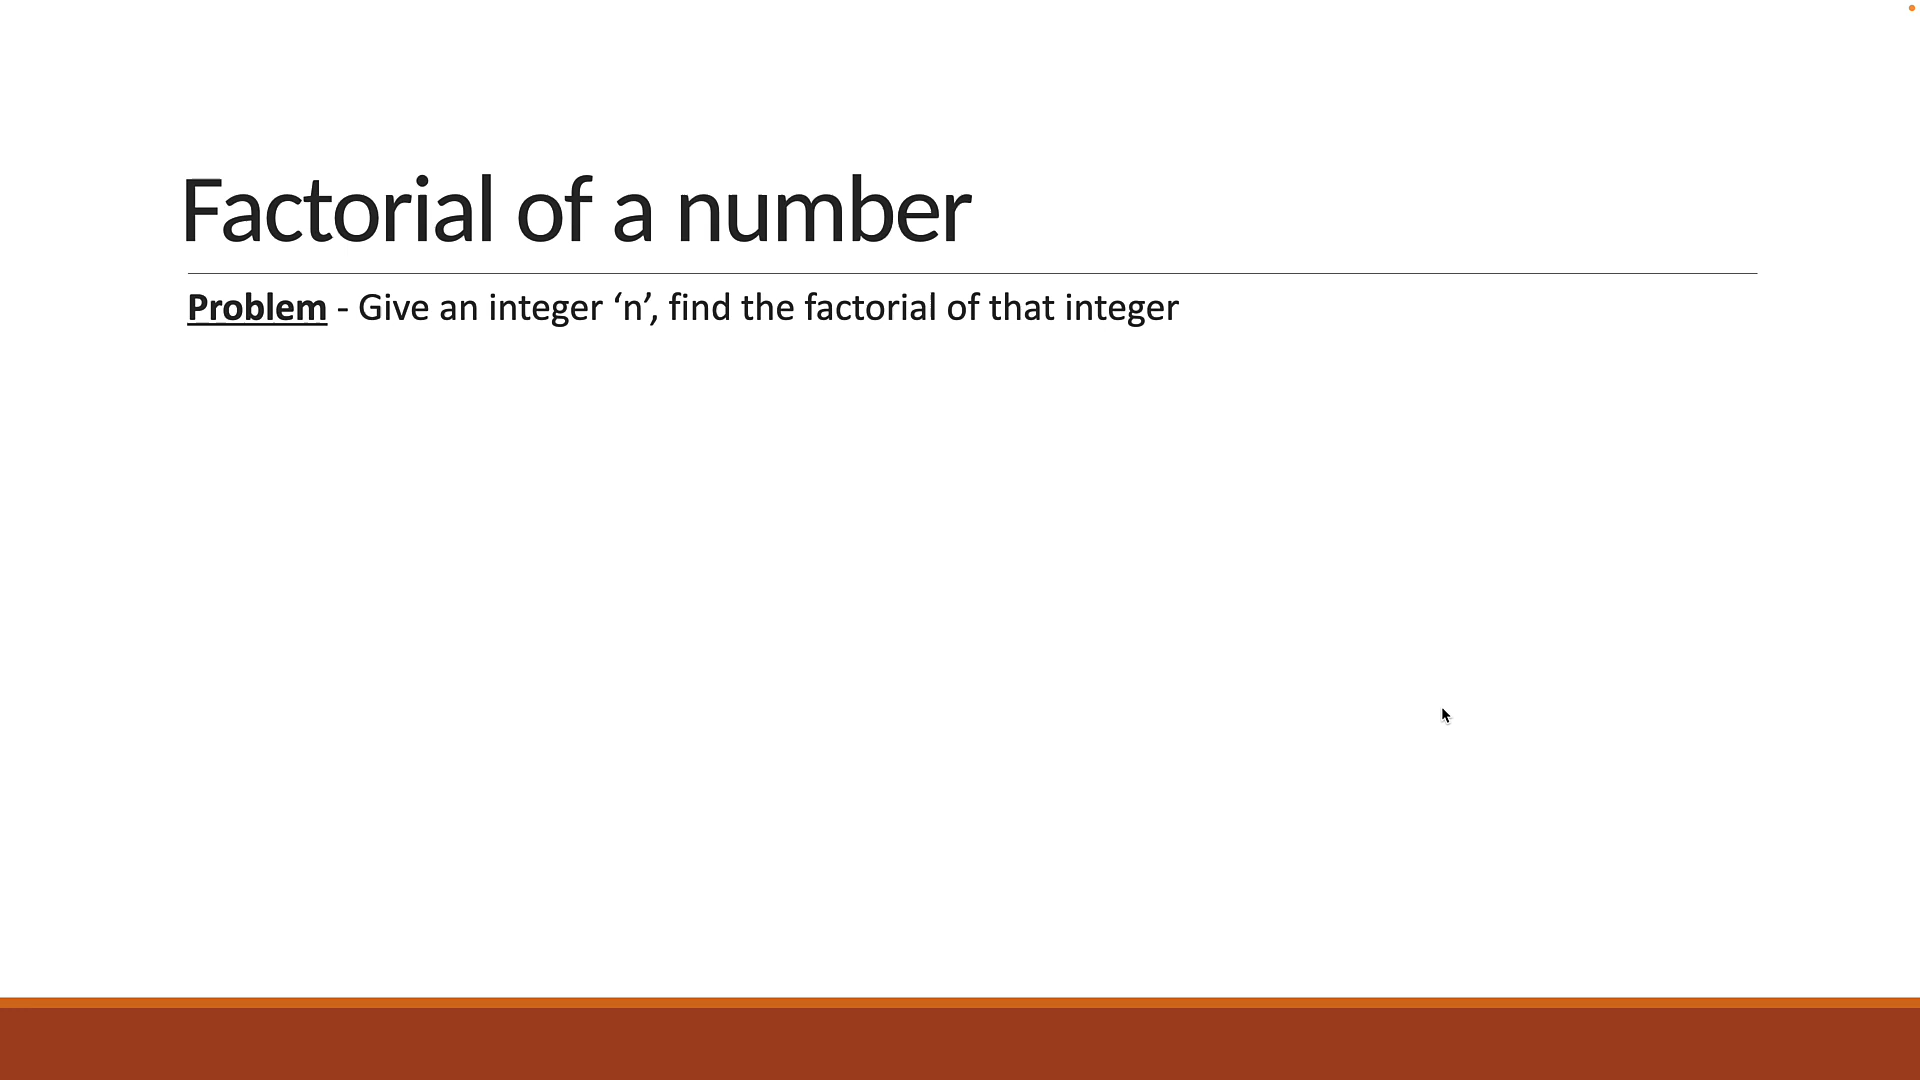 Factorial of a number
Problem - Give an integer ‘n’, find the factorial of that integer